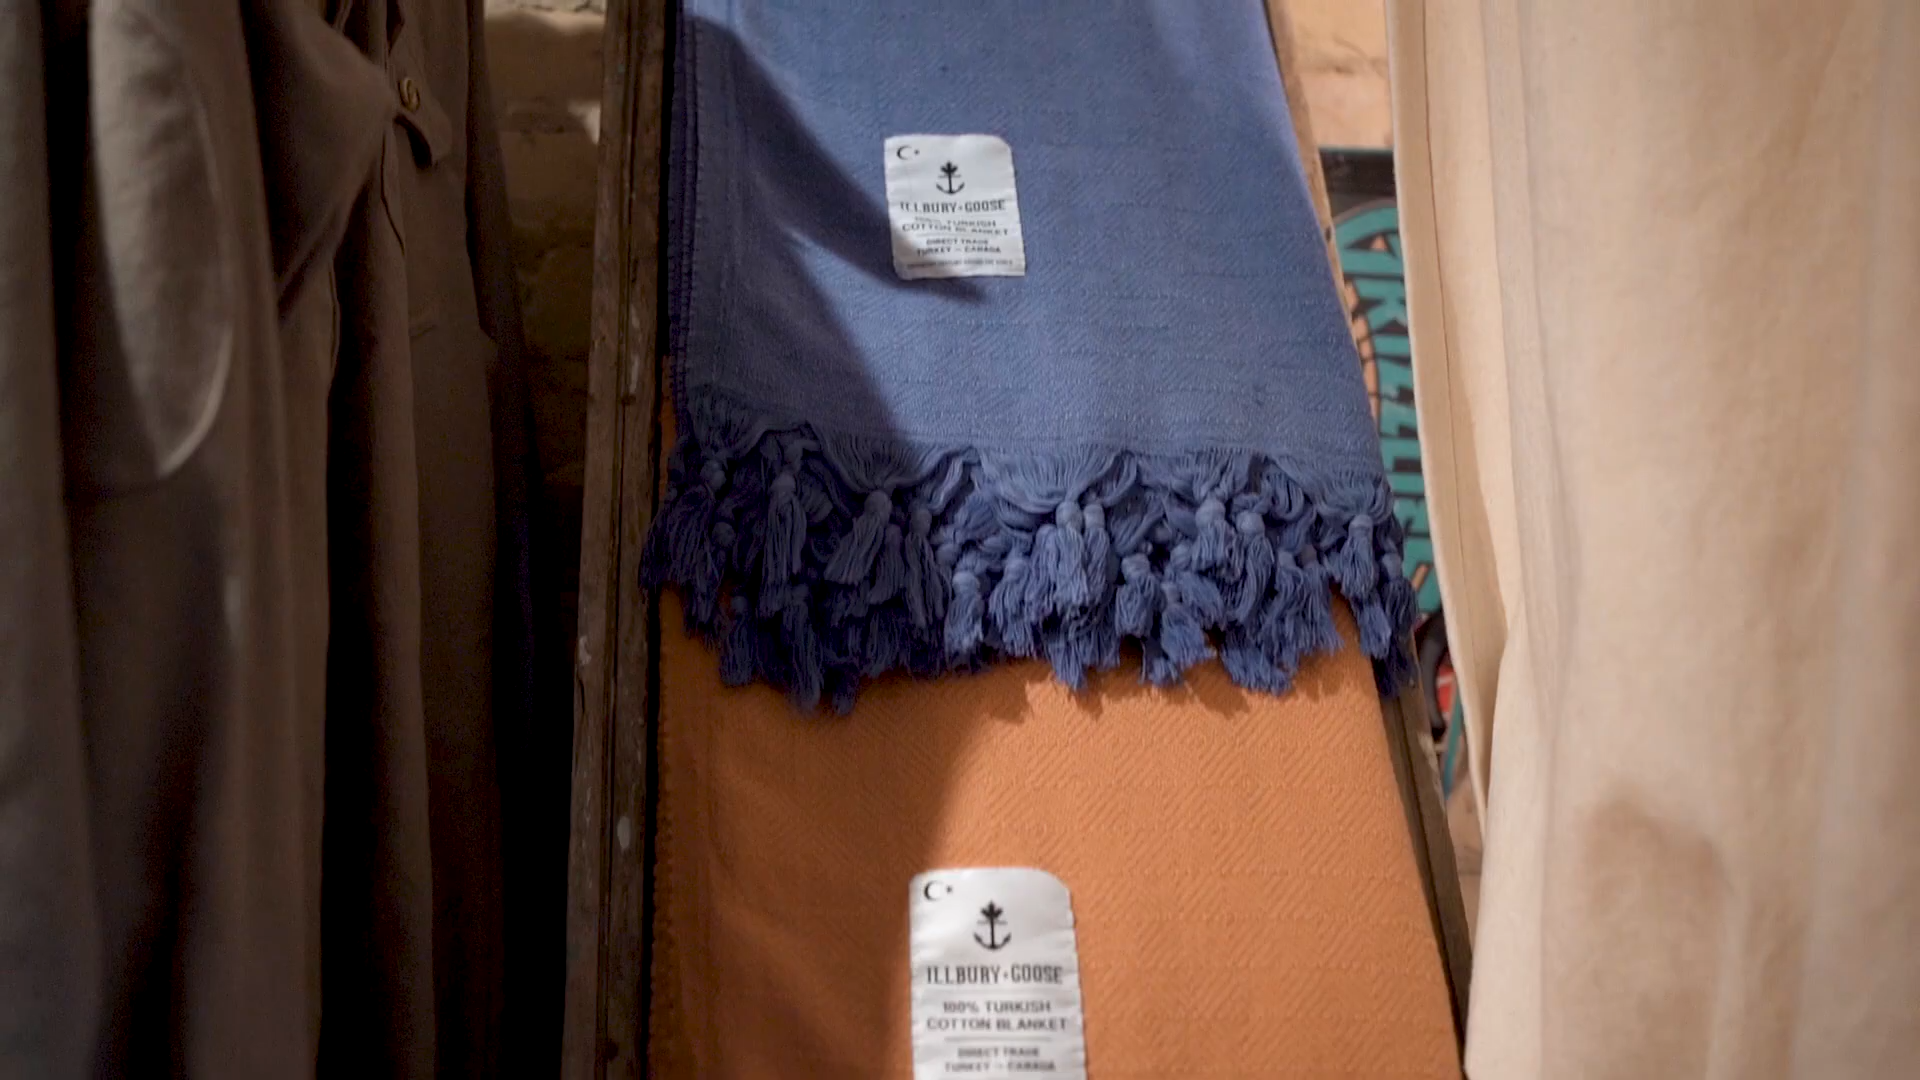 ILLBURY + GOOSE
100% TURKISH
COTTON BLANKET
DIRECT TRADE
TURKEY — CANADA
GRIZZLIES
ILLBURY + GOOSE
100% TURKISH
COTTON BLANKET
DIRECT TRADE
TURKEY — CANADA